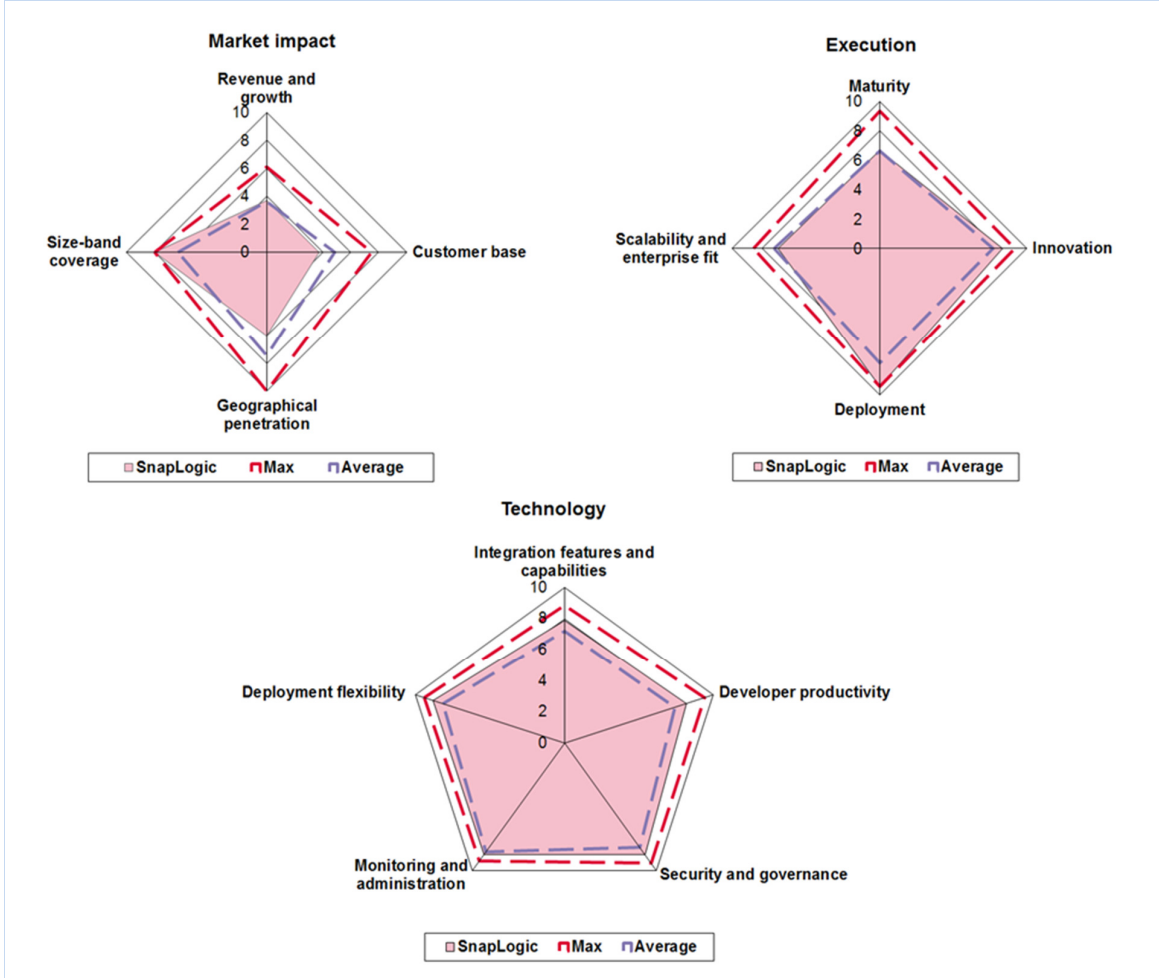 Market impact
Revenue and
growth
10
8
6
4
2
0
Size-band
coverage
Customer base
Geographical
penetration
SnapLogic Max Average
Execution
Maturity
10
8
6
4
2
0
Scalability and
enterprise fit
Innovation
Deployment
SnapLogic Max Average
Technology
Integration features and
capabilities
10
8
6
4
2
0
Deployment flexibility
Developer productivity
Monitoring and
administration
Security and governance
SnapLogic Max Average